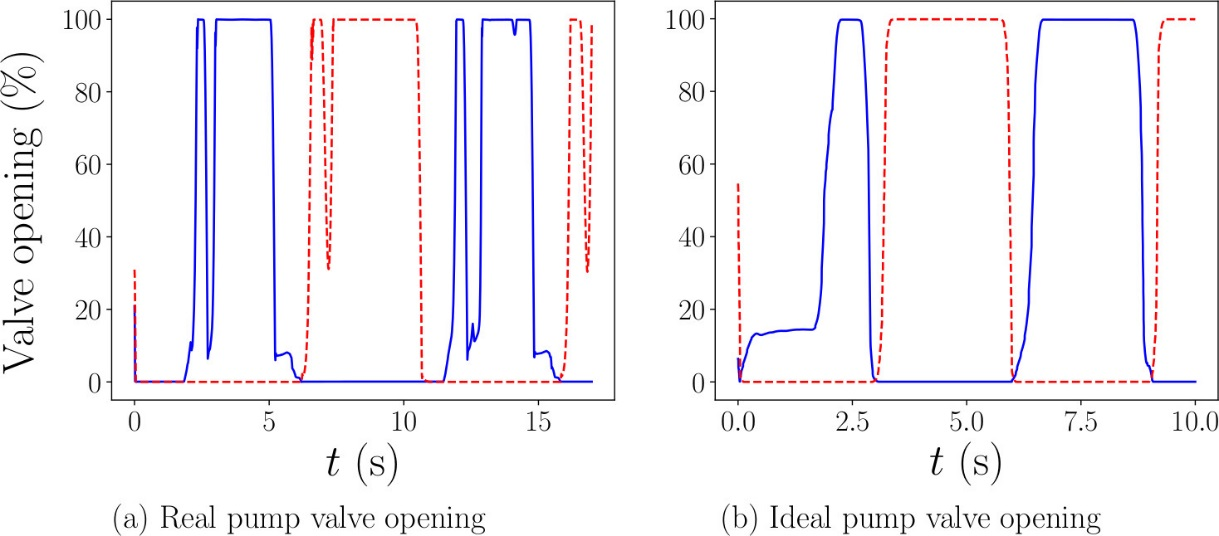 Valve opening (%)
100
80
60
40
20
0
0 5 10 15
t (s)
(a) Real pump valve opening
100
80
60
40
20
0
0.0 2.5 5.0 7.5 10.0
t (s)
(b) Ideal pump valve opening